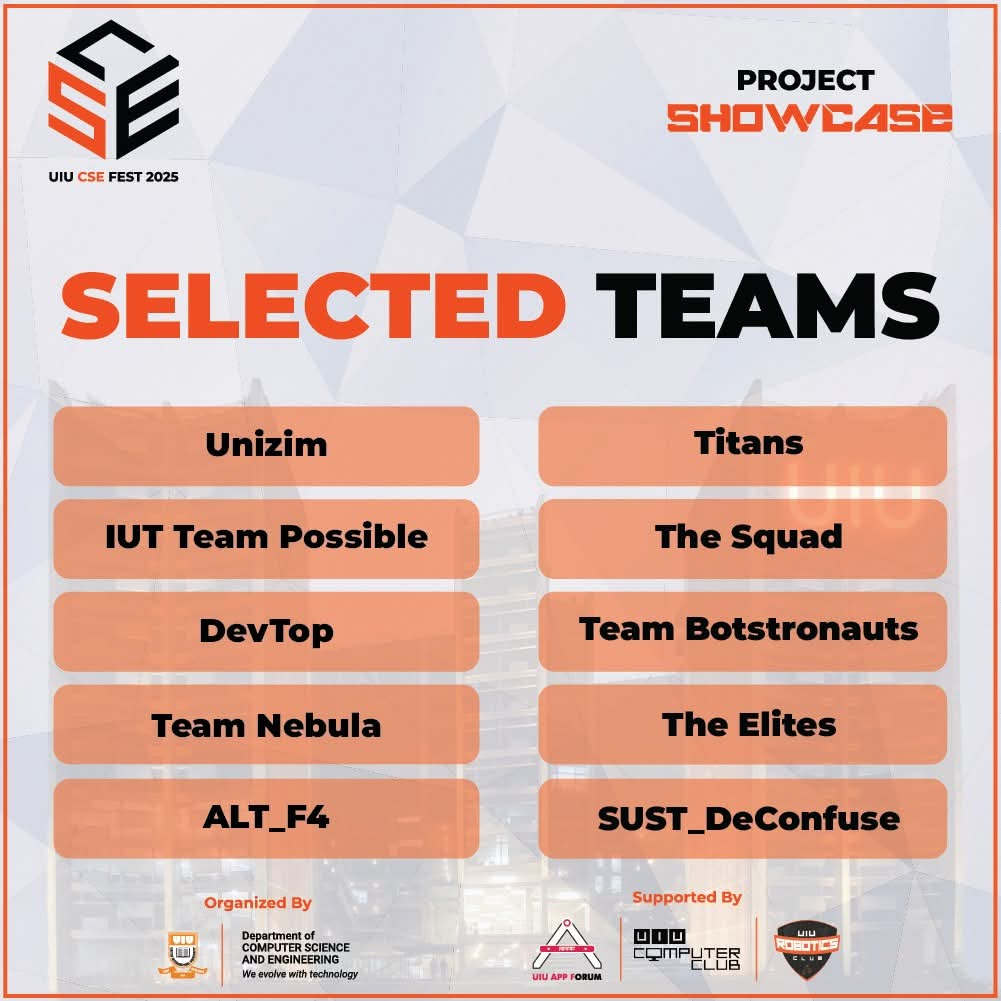 CSE
UIU CSE FEST 2025
PROJECT
SHOWCASE
SELECTED TEAMS
Unizim
Titans
IUT Team Possible
The Squad
DevTop
Team Botstronauts
Team Nebula
The Elites
ALT_F4
SUST_DeConfuse
UIU
Organized By
UIU
Department of
COMPUTER SCIENCE
AND ENGINEERING
We evolve with technology
Supported By
UIU APP FORUM
UIU
COMPUTER
CLUB
UIU
ROBOTICS
CLUB